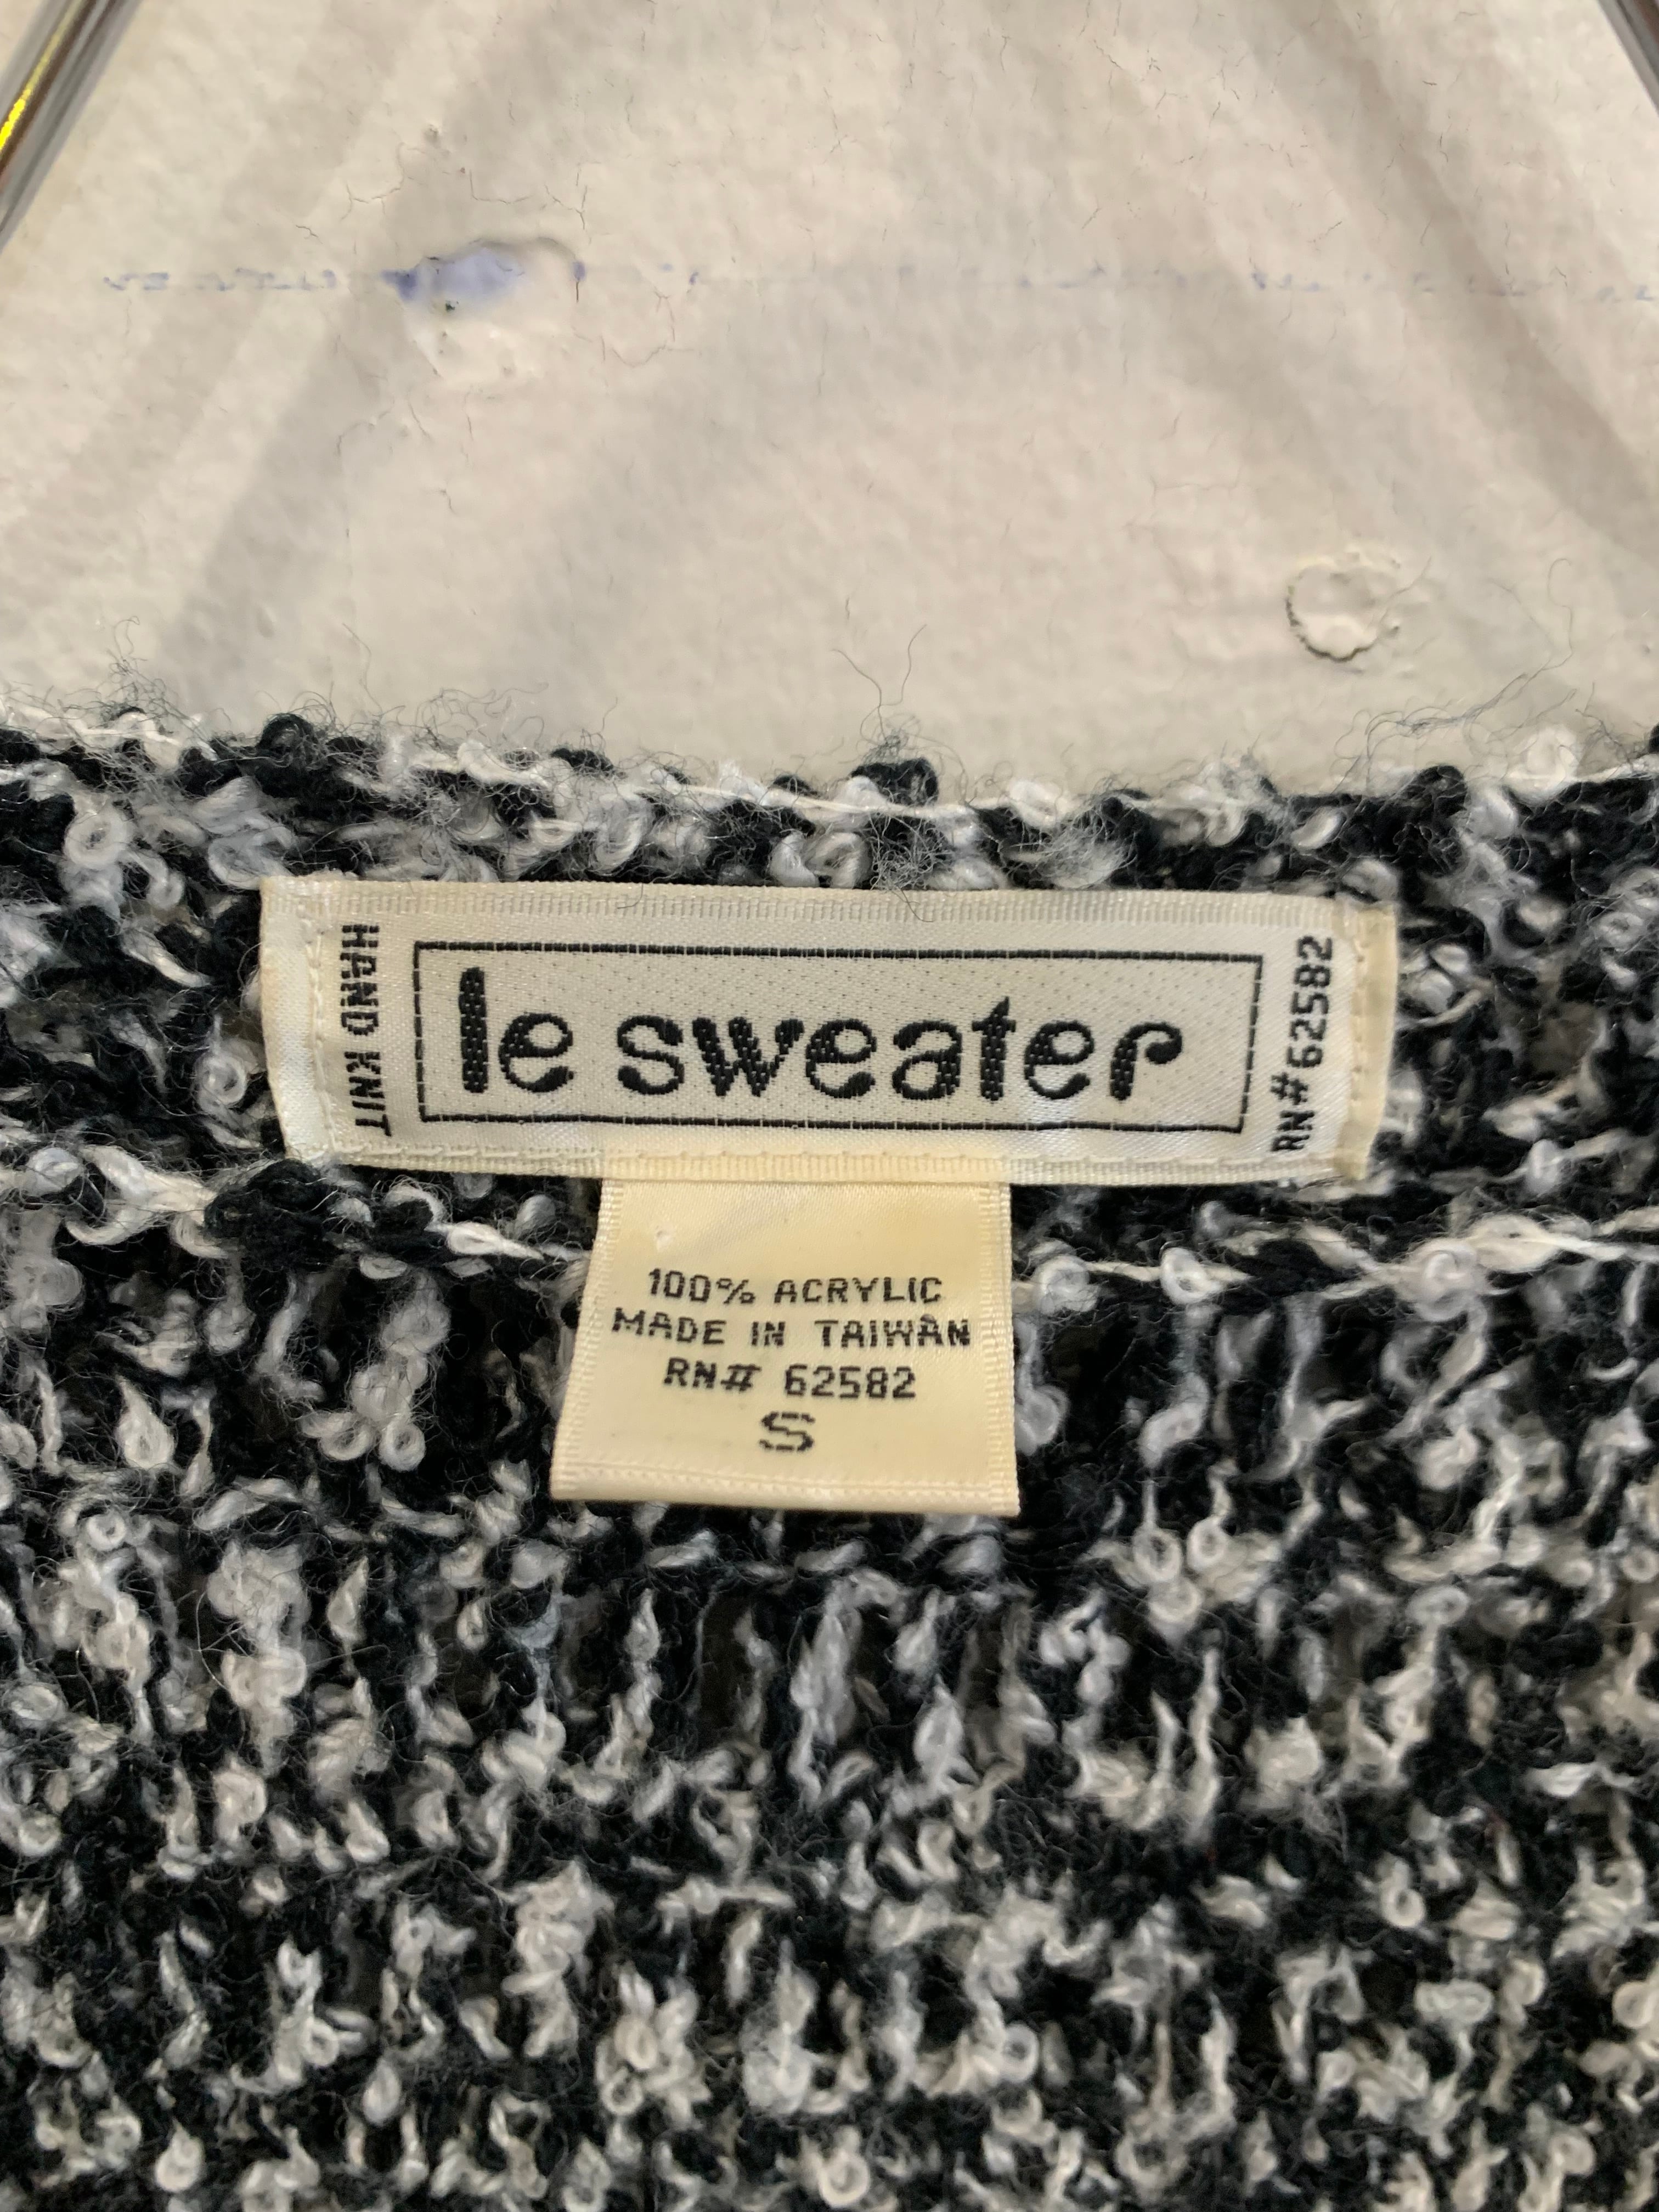 HAND KNIT
le sweater
RN#62582
100% ACRYLIC
MADE IN TAIWAN
RN# 62582
S